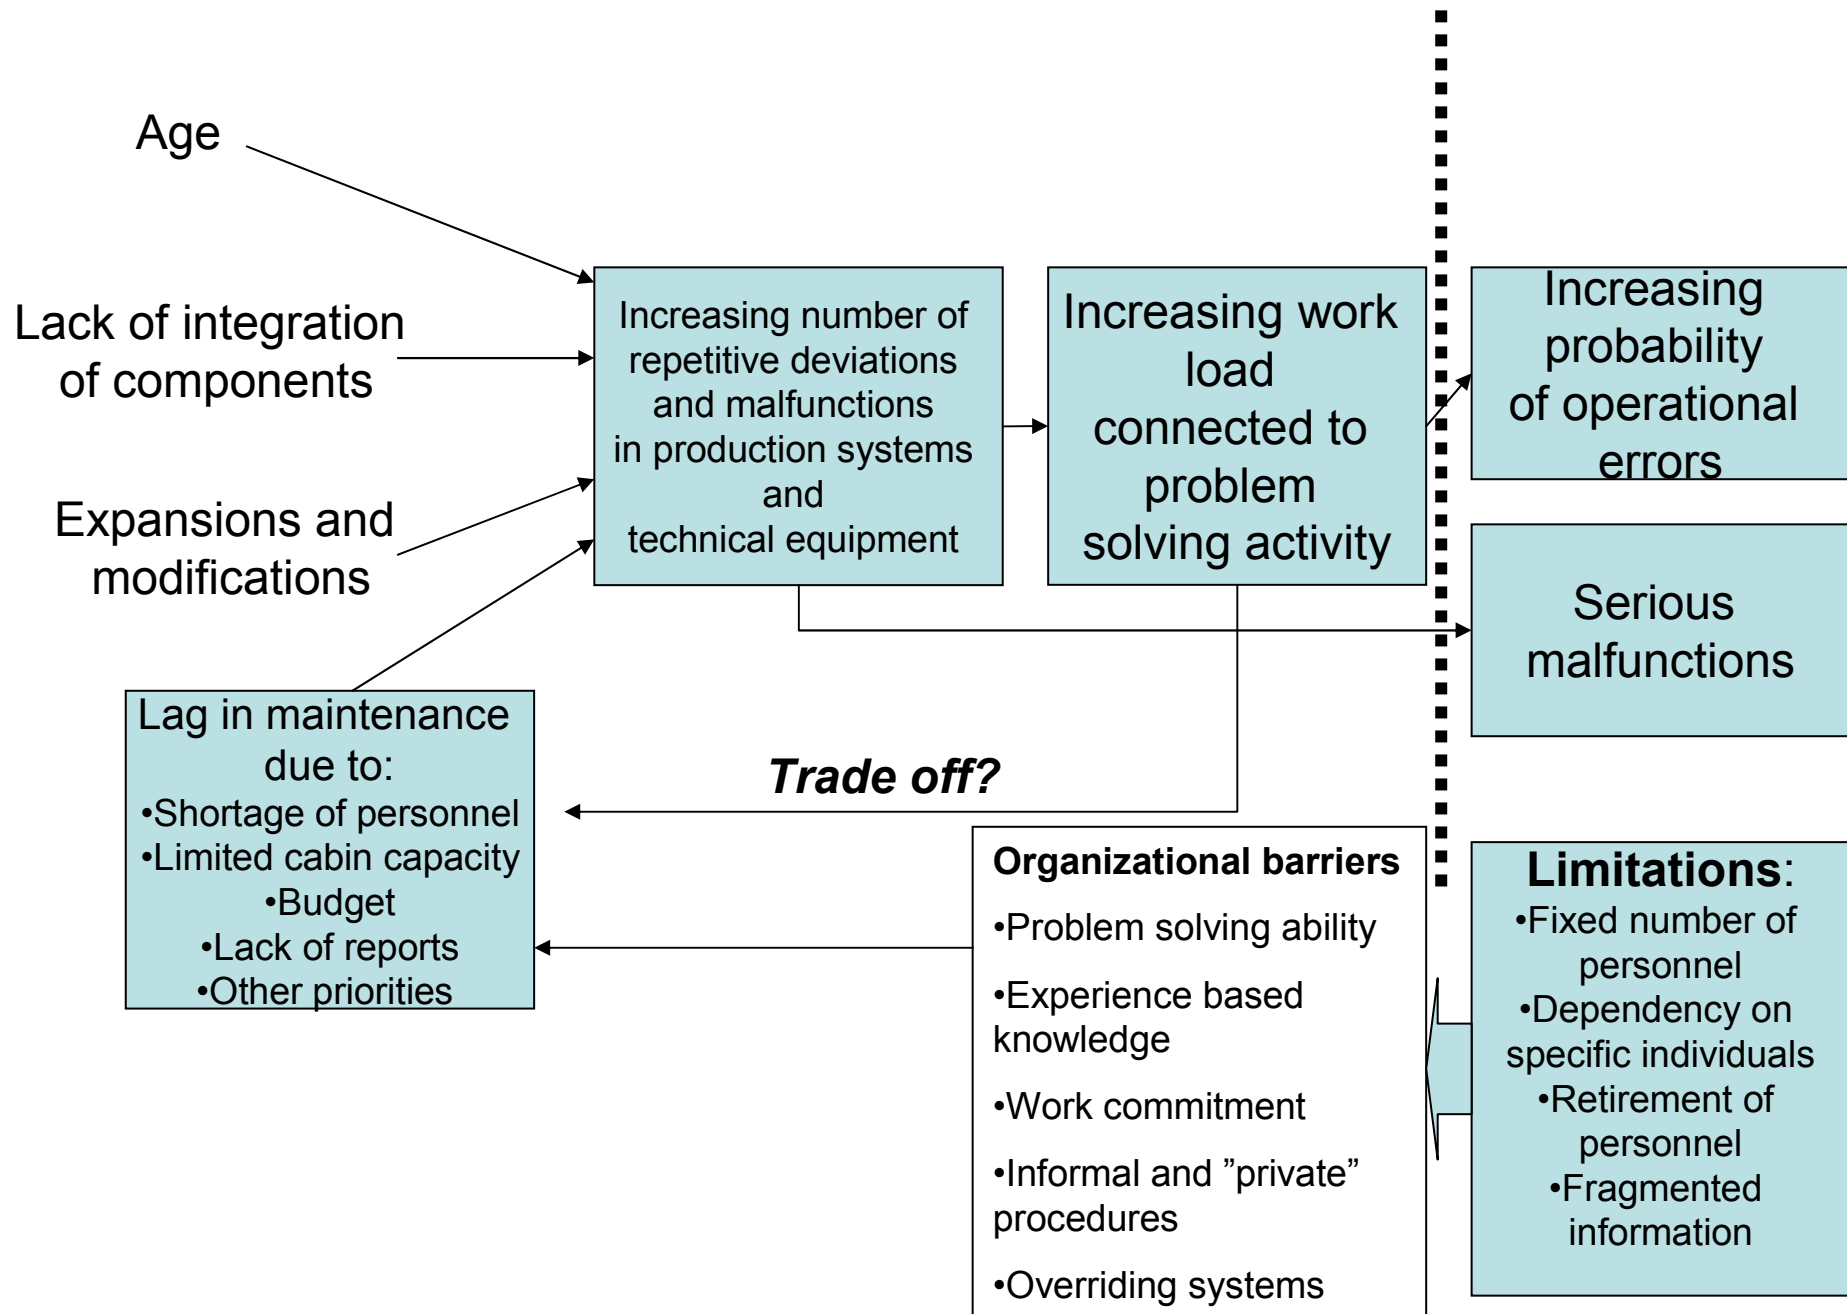 Age
Lack of integration
of components
Expansions and
modifications
Increasing number of
repetitive deviations
and malfunctions
in production systems
and
technical equipment
Increasing work
load
connected to
problem
solving activity
Increasing
probability
of operational
errors
Serious
malfunctions
Lag in maintenance
due to:
•Shortage of personnel
•Limited cabin capacity
•Budget
•Lack of reports
•Other priorities
Trade off?
Organizational barriers
•Problem solving ability
•Experience based
knowledge
•Work commitment
•Informal and ”private”
procedures
•Overriding systems
Limitations:
•Fixed number of
personnel
•Dependency on
specific individuals
•Retirement of
personnel
•Fragmented
information